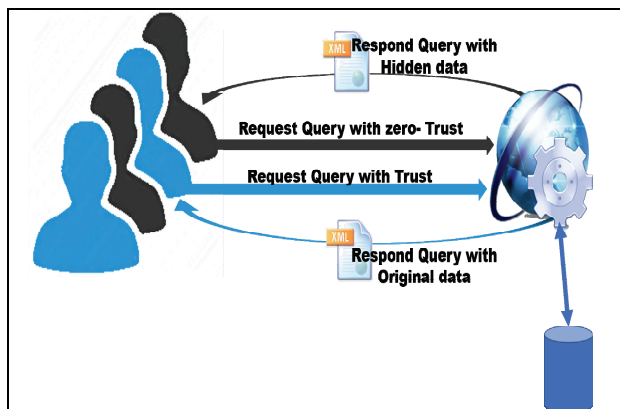 XML
Respond Query with
Hidden data
Request Query with zero- Trust
Request Query with Trust
XML
Respond Query with
Original data